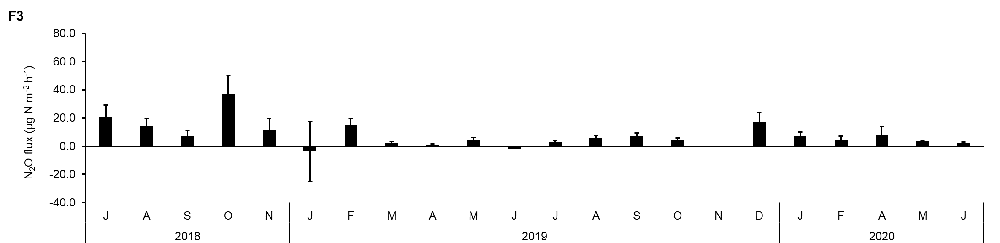 F3
80.0
60.0
40.0
20.0
0.0
-20.0
-40.0
N₂O flux (µg N m⁻² h⁻¹)
J A S O N J F M A M J J A S O N D J F A M J
2018 2019 2020